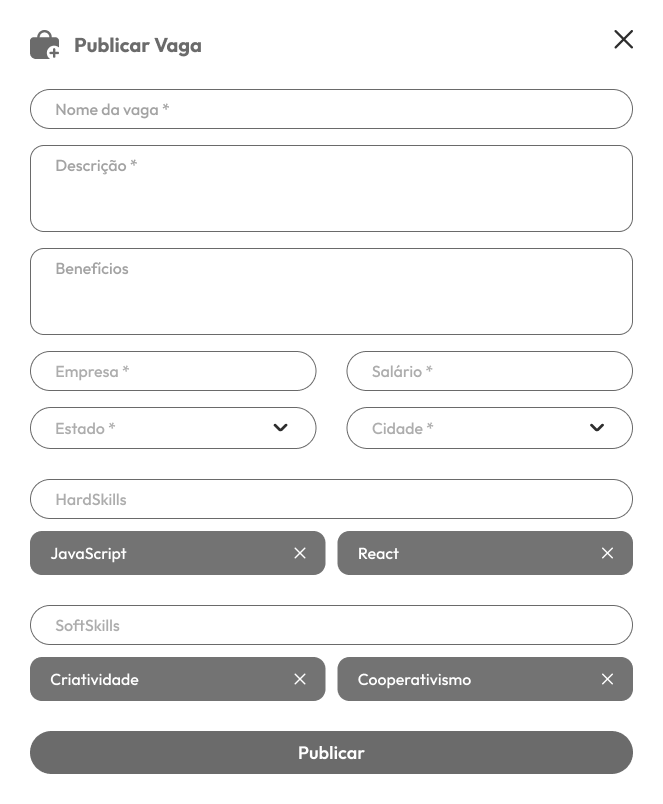 Publicar Vaga
Nome da vaga *
Descrição *
Benefícios
Empresa *
Salário *
Estado *
Cidade *
HardSkills
JavaScript
React
SoftSkills
Criatividade
Cooperativismo
Publicar